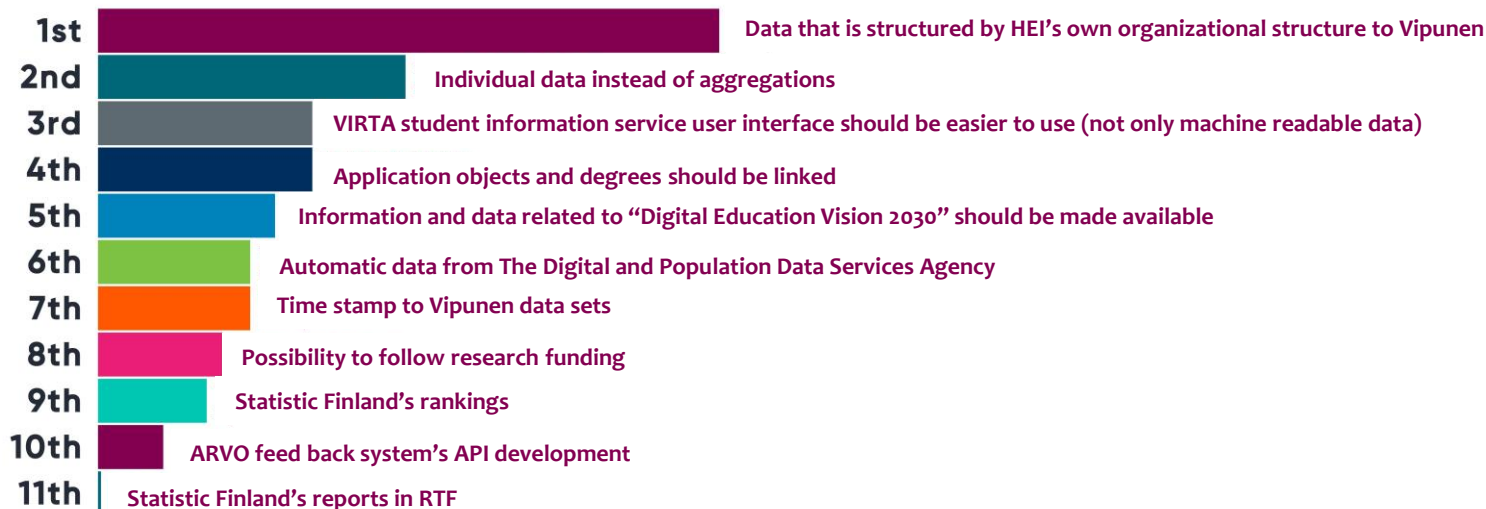 1st Data that is structured by HEI's own organizational structure to Vipunen
2nd Individual data instead of aggregations
3rd VIRTA student information service user interface should be easier to use (not only machine readable data)
4th Application objects and degrees should be linked
5th Information and data related to “Digital Education Vision 2030” should be made available
6th Automatic data from The Digital and Population Data Services Agency
7th Time stamp to Vipunen data sets
8th Possibility to follow research funding
9th Statistic Finland's rankings
10th ARVO feed back system's API development
11th Statistic Finland's reports in RTF